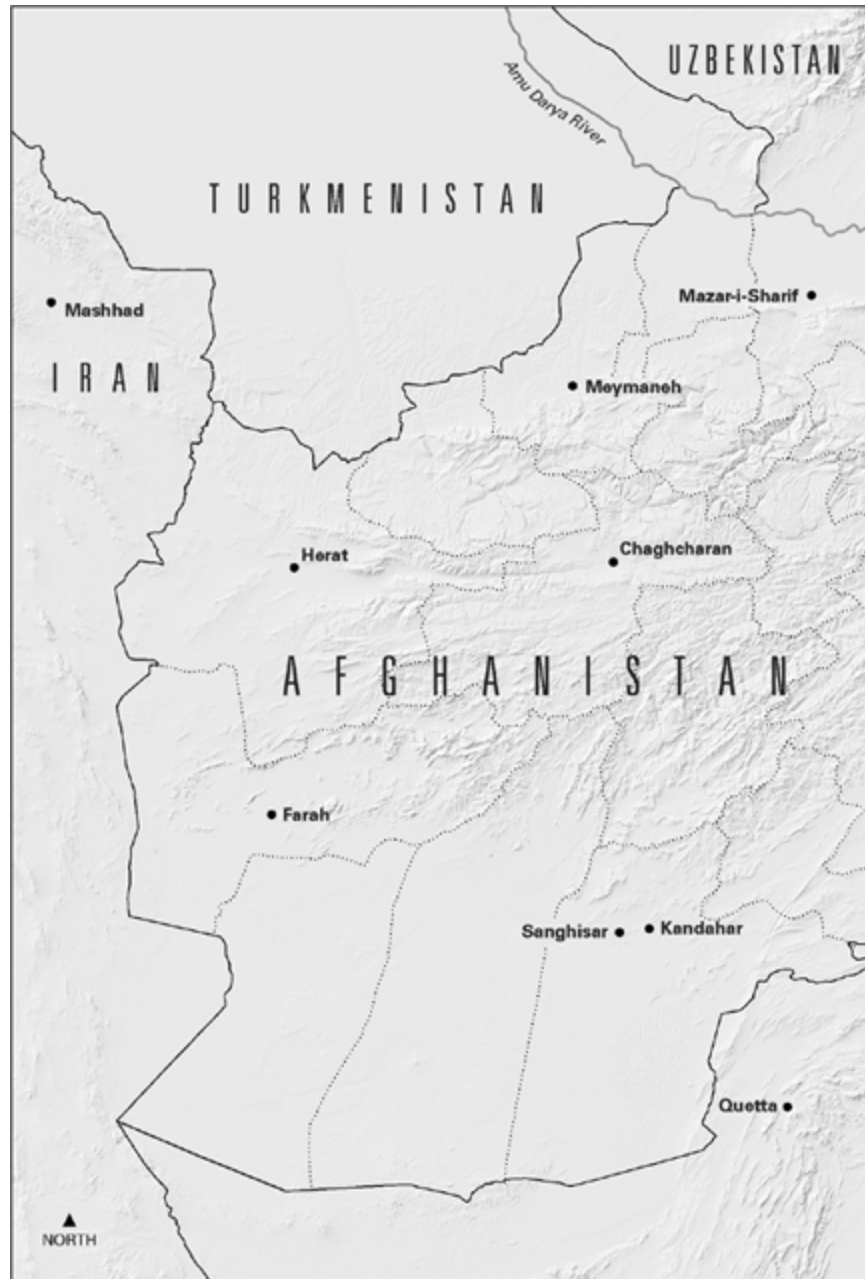 UZBEKISTAN
Amu Darya River
TURKMENISTAN
Mazar-i-Sharif
Mashhad
IRAN
Meymaneh
Chaghcharan
Herat
AFGHANISTAN
Farah
Sanghisar
Kandahar
Quetta
NORTH